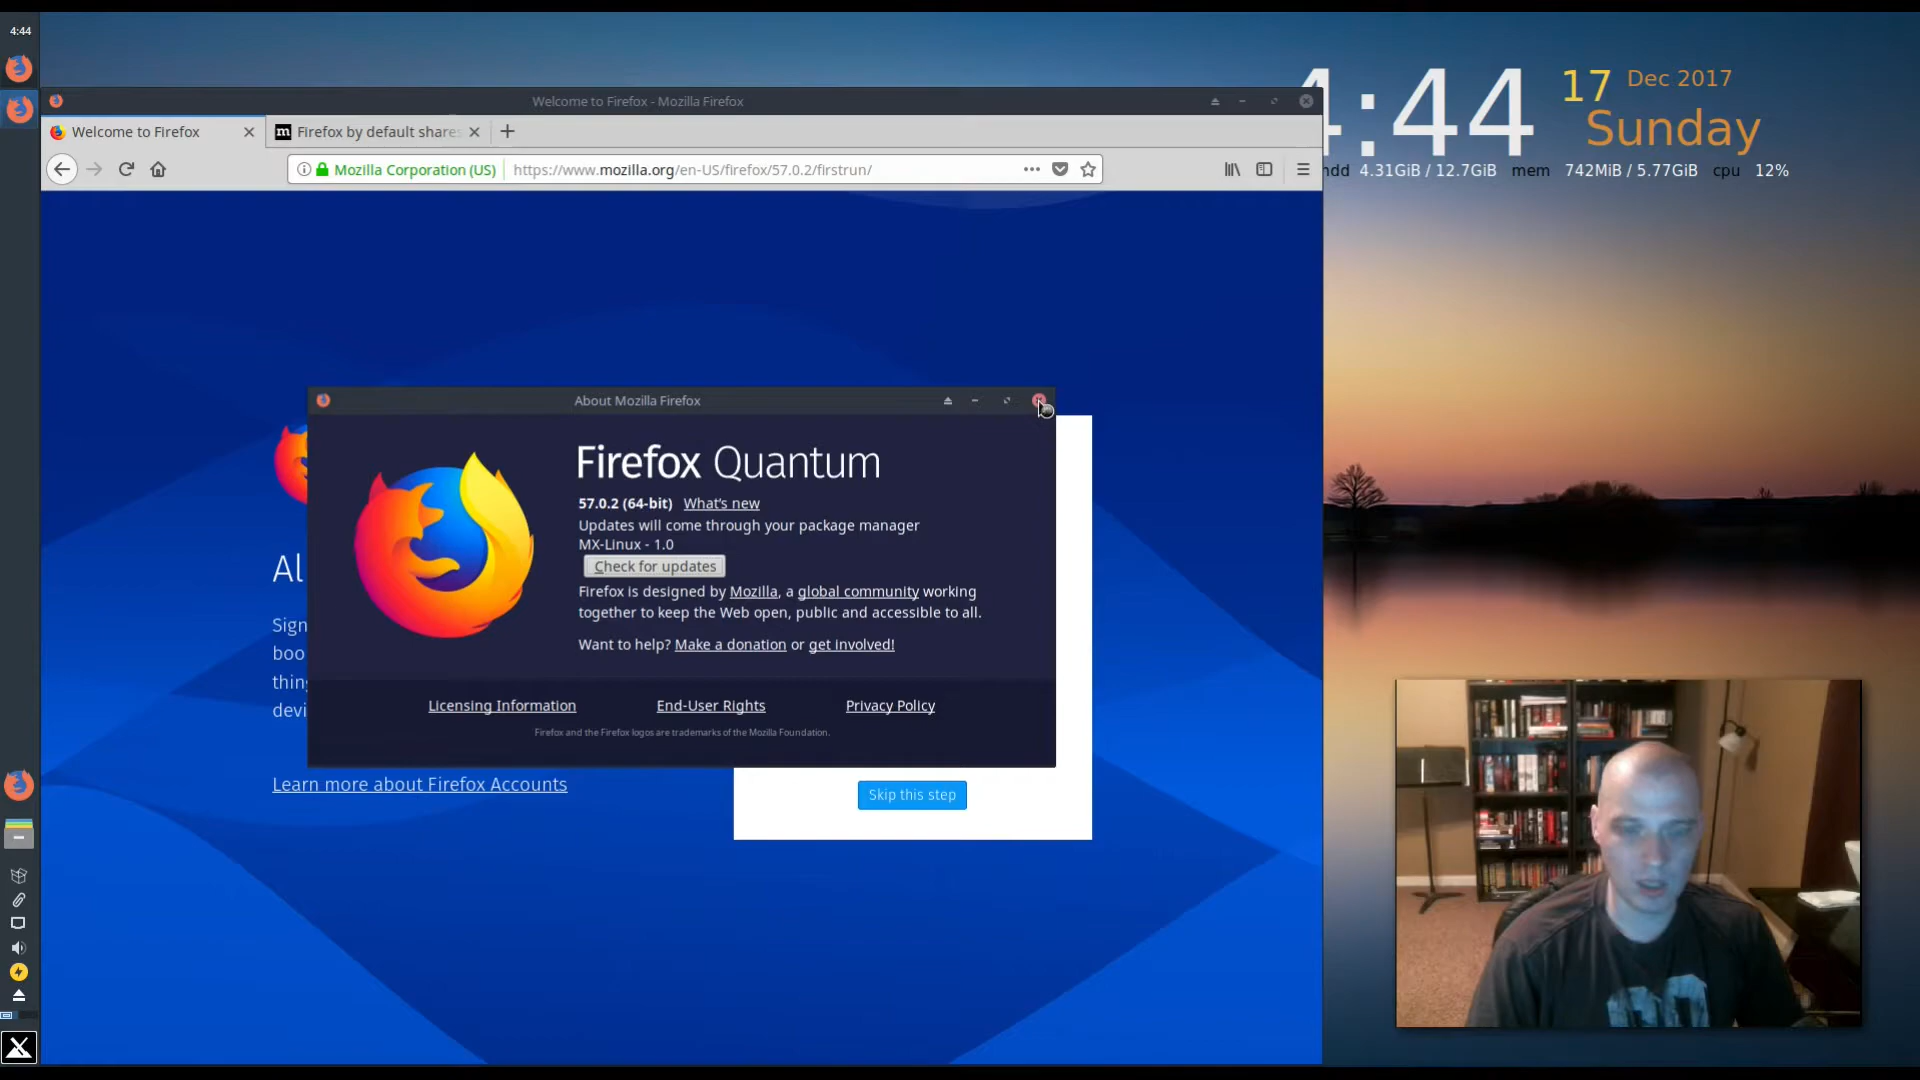 4:44
Welcome to Firefox - Mozilla Firefox
Welcome to Firefox
Firefox by default shares
Mozilla Corporation (US)
https://www.mozilla.org/en-US/firefox/57.0.2/firstrun/
4:44
17
Dec 2017
Sunday
hdd 4.31GiB / 12.7GiB mem 742MiB / 5.77GiB cpu 12%
About Mozilla Firefox
Firefox Quantum
57.0.2 (64-bit) What's new
Updates will come through your package manager
MX-Linux - 1.0
Check for updates
Firefox is designed by Mozilla, a global community working
together to keep the Web open, public and accessible to all.
Want to help? Make a donation or get involved!
Licensing Information
End-User Rights
Privacy Policy
Firefox and the Firefox logos are trademarks of the Mozilla Foundation.
Al
Sign
boo
thin
devi
Learn more about Firefox Accounts
Skip this step